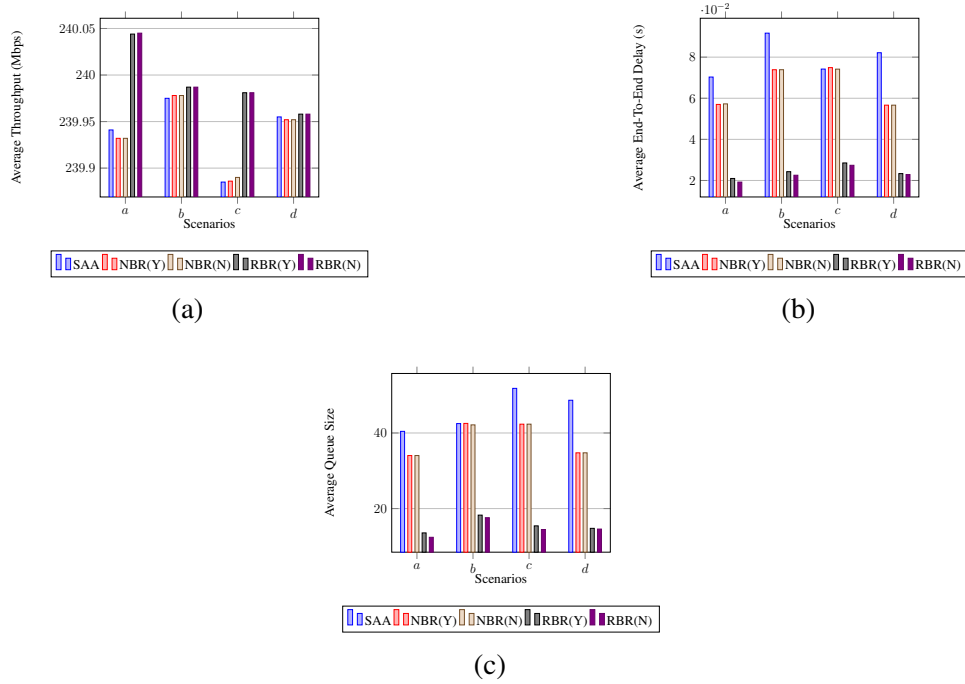 240.05
240
239.95
239.9
Average Throughput (Mbps)
a b c d
Scenarios
SAA NBR(Y) NBR(N) RBR(Y) RBR(N)
(a)
·10⁻²
8
6
4
2
Average End-To-End Delay (s)
a b c d
Scenarios
SAA NBR(Y) NBR(N) RBR(Y) RBR(N)
(b)
40
20
Average Queue Size
a b c d
Scenarios
SAA NBR(Y) NBR(N) RBR(Y) RBR(N)
(c)